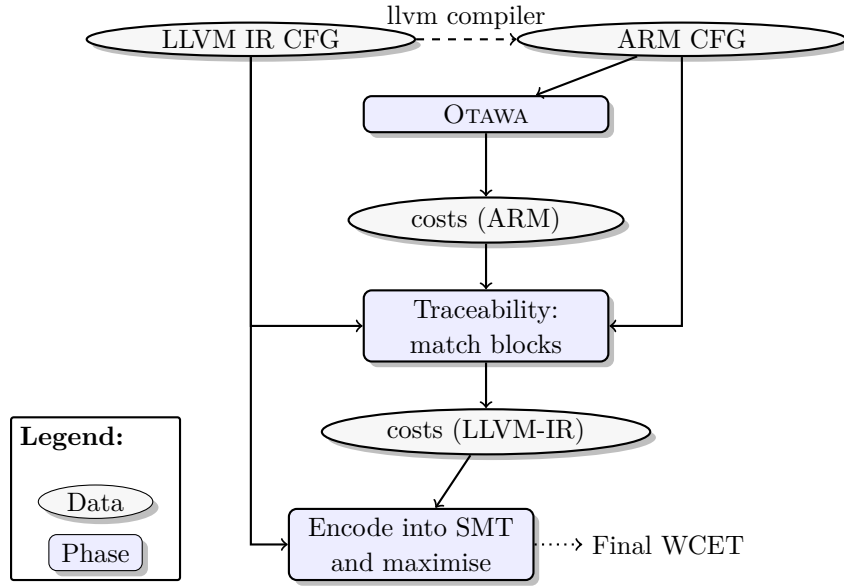 llvm compiler
LLVM IR CFG
ARM CFG
OTAWA
costs (ARM)
Traceability:
match blocks
costs (LLVM-IR)
Legend:
Data
Phase
Encode into SMT
and maximise
Final WCET